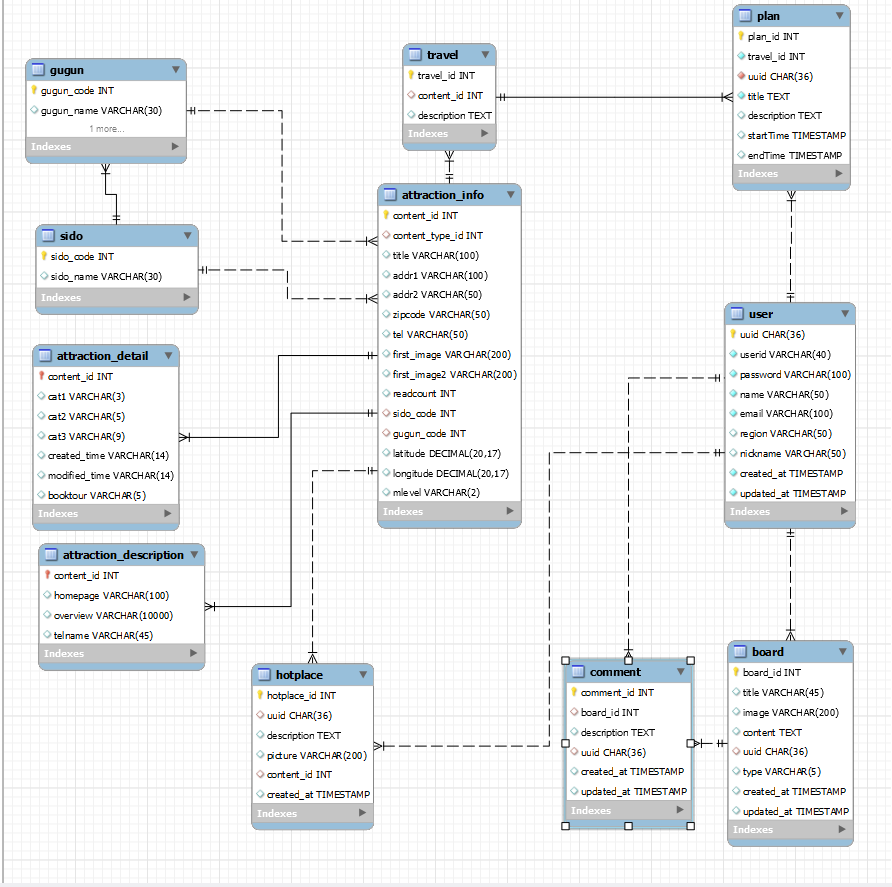 plan
plan_id INT
travel_id INT
uuid CHAR(36)
title TEXT
description TEXT
startTime TIMESTAMP
endTime TIMESTAMP
Indexes
travel
travel_id INT
content_id INT
description TEXT
Indexes
gugun
gugun_code INT
gugun_name VARCHAR(30)
1 more...
Indexes
sido
sido_code INT
sido_name VARCHAR(30)
Indexes
attraction_info
content_id INT
content_type_id INT
title VARCHAR(100)
addr1 VARCHAR(100)
addr2 VARCHAR(50)
zipcode VARCHAR(50)
tel VARCHAR(50)
first_image VARCHAR(200)
first_image2 VARCHAR(200)
readcount INT
sido_code INT
gugun_code INT
latitude DECIMAL(20,17)
longitude DECIMAL(20,17)
mlevel VARCHAR(2)
Indexes
user
uuid CHAR(36)
userid VARCHAR(40)
password VARCHAR(100)
name VARCHAR(50)
email VARCHAR(100)
region VARCHAR(50)
nickname VARCHAR(50)
created_at TIMESTAMP
updated_at TIMESTAMP
Indexes
attraction_detail
content_id INT
cat1 VARCHAR(3)
cat2 VARCHAR(5)
cat3 VARCHAR(9)
created_time VARCHAR(14)
modified_time VARCHAR(14)
booktour VARCHAR(5)
Indexes
attraction_description
content_id INT
homepage VARCHAR(100)
overview VARCHAR(10000)
telname VARCHAR(45)
Indexes
hotplace
hotplace_id INT
uuid CHAR(36)
description TEXT
picture VARCHAR(200)
content_id INT
created_at TIMESTAMP
Indexes
comment
comment_id INT
board_id INT
description TEXT
uuid CHAR(36)
created_at TIMESTAMP
updated_at TIMESTAMP
Indexes
board
board_id INT
title VARCHAR(45)
image VARCHAR(200)
content TEXT
uuid CHAR(36)
type VARCHAR(5)
created_at TIMESTAMP
updated_at TIMESTAMP
Indexes